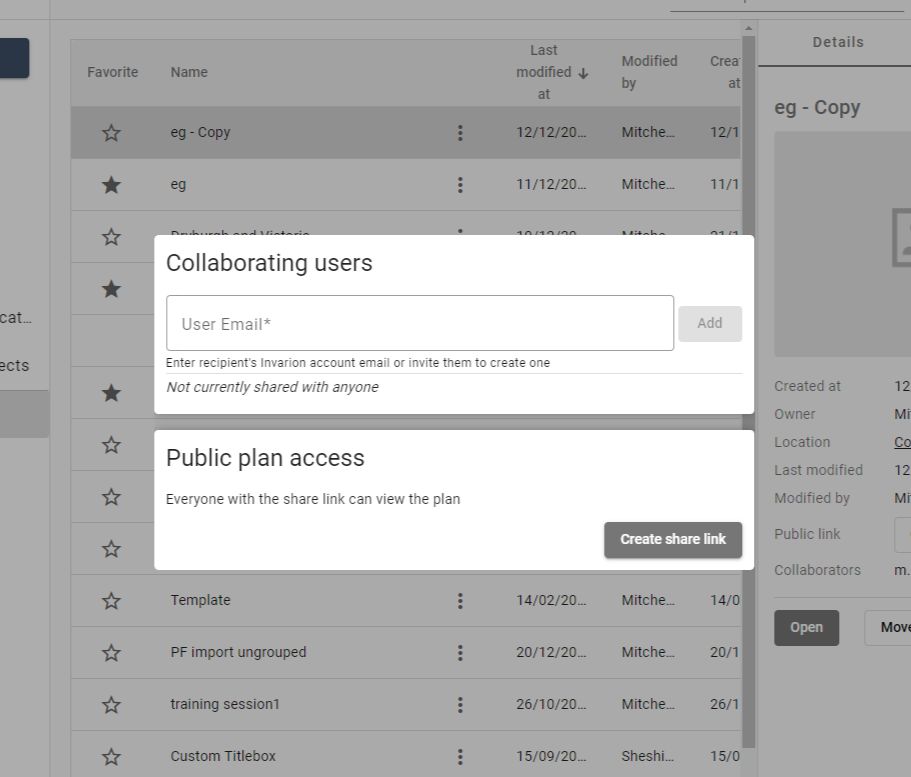 Details
Last
modified
at
Favorite
Name
Modified
by
Creat
at
eg - Copy
eg - Copy 12/12/20... Mitche... 12/1
eg 11/12/20... Mitche... 11/1
Dryburgh and Victoria
Collaborating users
User Email*
Add
Enter recipient's Invarion account email or invite them to create one
Not currently shared with anyone
cat...
ects
Public plan access
Everyone with the share link can view the plan
Create share link
Template 14/02/20... Mitche... 14/0
PF import ungrouped 20/12/20... Mitche... 20/1
training session1 26/10/20... Mitche... 26/1
Custom Titlebox 15/09/20... Sheshi... 15/0
Created at 12
Owner Mi
Location Co
Last modified 12
Modified by Mi
Public link
Collaborators m.
Open
Move